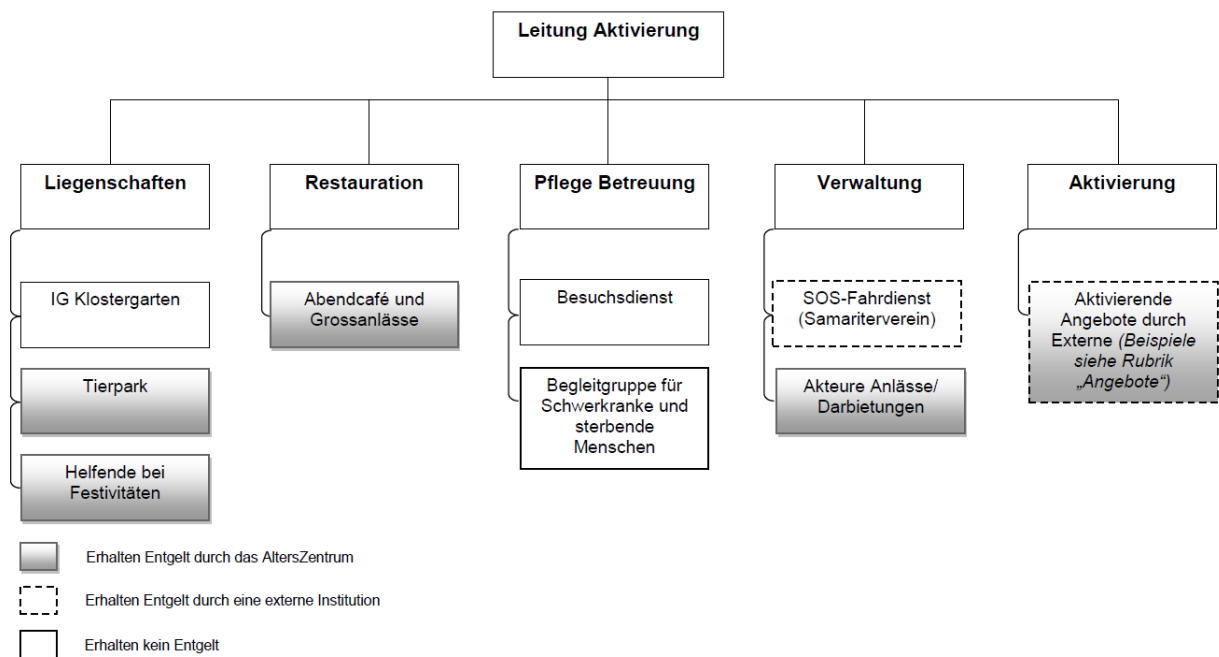 Leitung Aktivierung
Liegenschaften
Restauration
Pflege Betreuung
Verwaltung
Aktivierung
IG Klostergarten
Abendcafé und
Grossanlässe
Besuchsdienst
SOS-Fahrdienst
(Samariterverein)
Aktivierende
Angebote durch
Externe (Beispiele
siehe Rubrik
„Angebote“)
Tierpark
Begleitgruppe für
Schwerkranke und
sterbende
Menschen
Akteure Anlässe/
Darbietungen
Helfende bei
Festivitäten
Erhalten Entgelt durch das AltersZentrum
Erhalten Entgelt durch eine externe Institution
Erhalten kein Entgelt